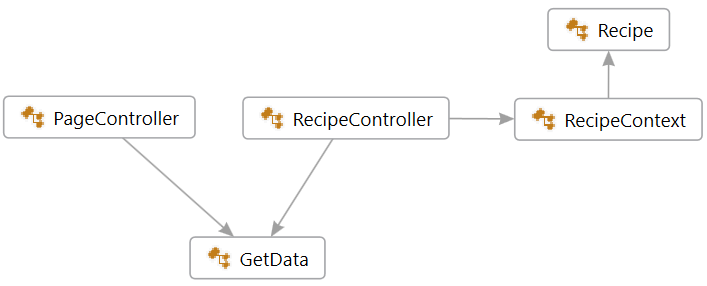 Recipe
PageController
RecipeController
RecipeContext
GetData